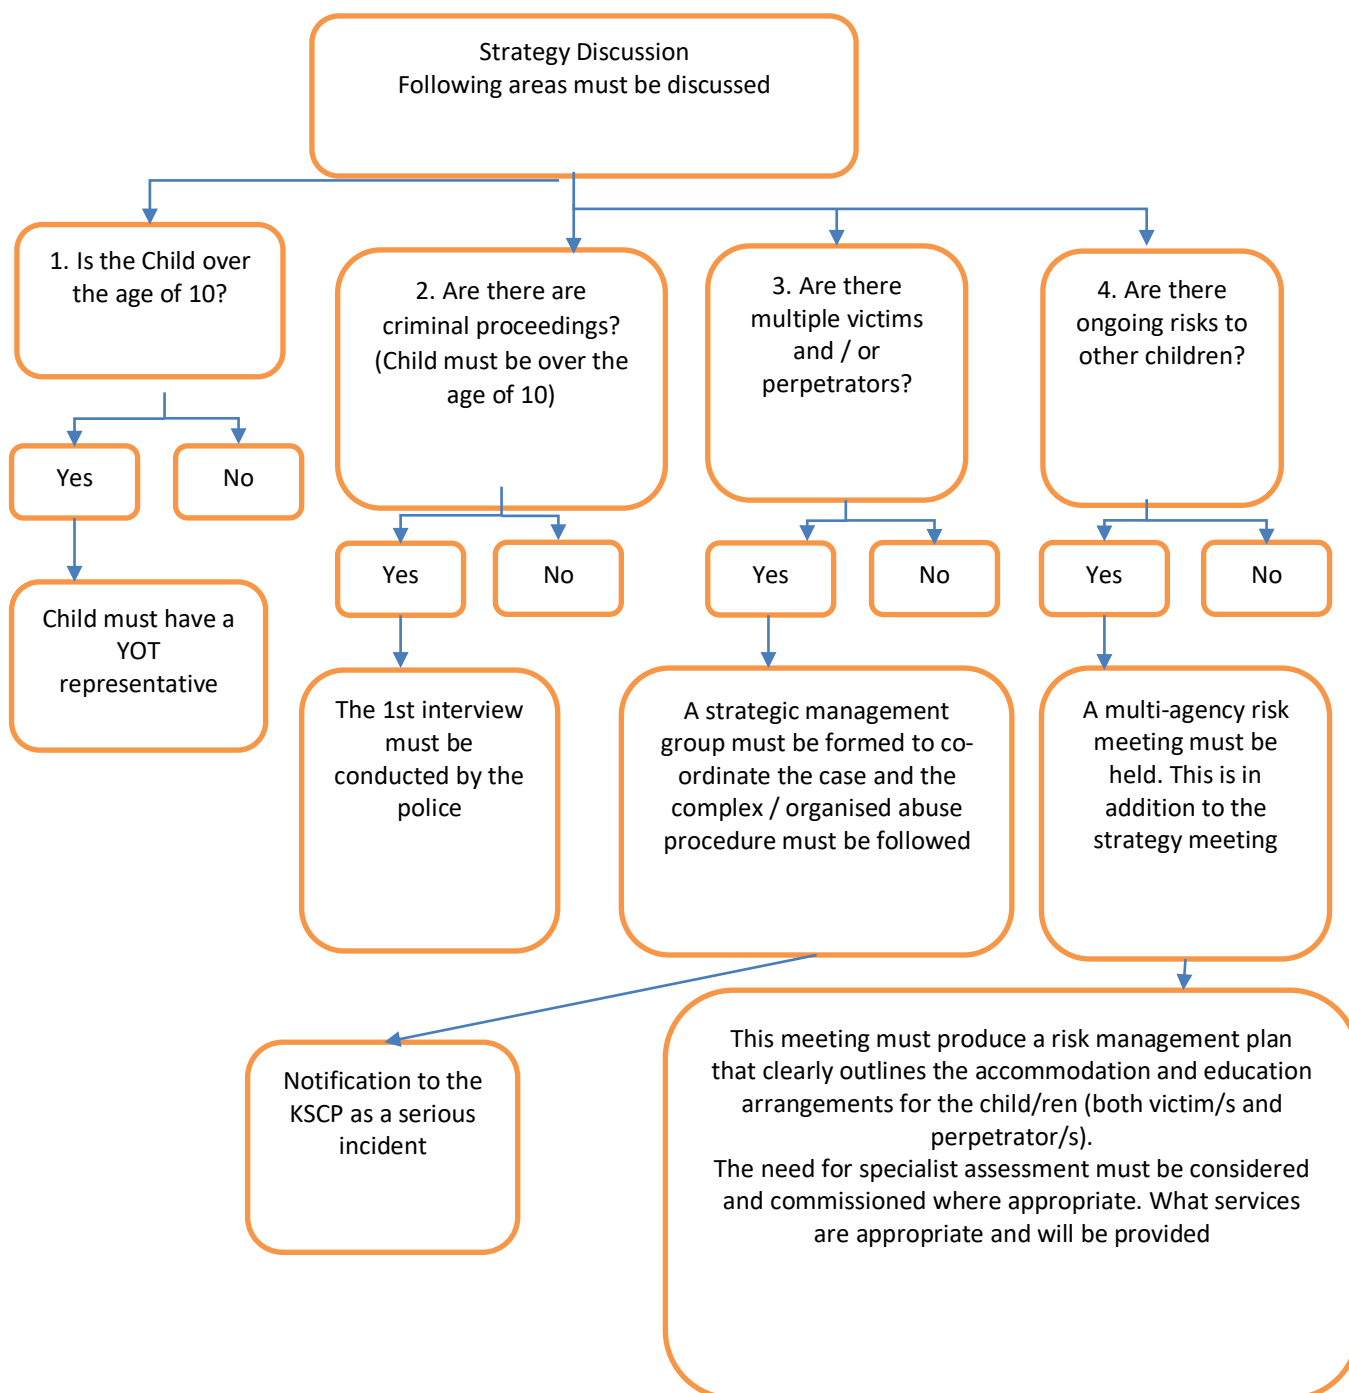 Strategy Discussion
Following areas must be discussed
1. Is the Child over
the age of 10?
2. Are there are
criminal proceedings?
(Child must be over the
age of 10)
3. Are there
multiple victims
and / or
perpetrators?
4. Are there
ongoing risks to
other children?
Yes
No
Yes
No
Yes
No
Yes
No
Child must have a
YOT
representative
The 1st interview
must be
conducted by the
police
A strategic management
group must be formed to co-
ordinate the case and the
complex / organised abuse
procedure must be followed
A multi-agency risk
meeting must be
held. This is in
addition to the
strategy meeting
Notification to the
KSCP as a serious
incident
This meeting must produce a risk management plan
that clearly outlines the accommodation and education
arrangements for the child/ren (both victim/s and
perpetrator/s).
The need for specialist assessment must be considered
and commissioned where appropriate. What services
are appropriate and will be provided